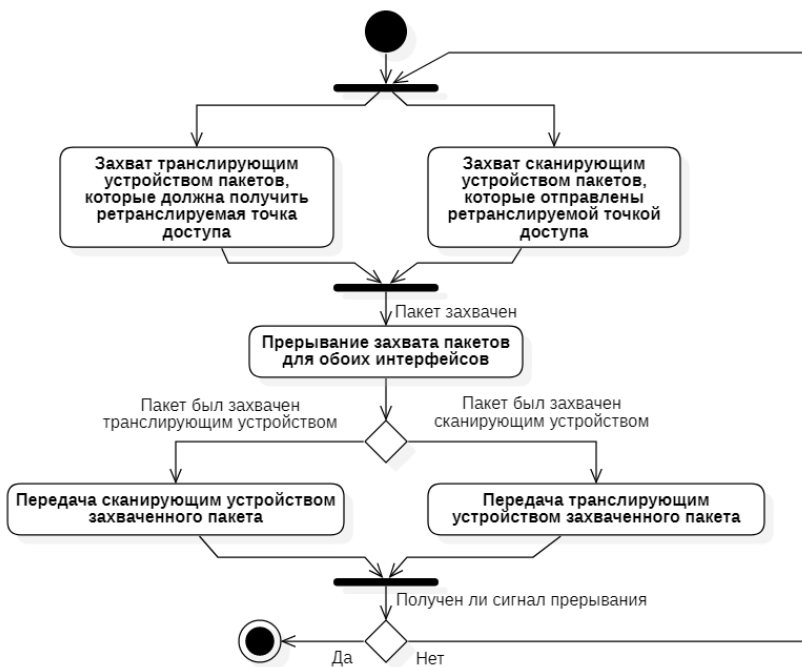 Захват транслирующим
устройством пакетов,
которые должна получить
ретранслируемая точка
доступа
Захват сканирующим
устройством пакетов,
которые отправлены
ретранслируемой точкой
доступа
Пакет захвачен
Прерывание захвата пакетов
для обоих интерфейсов
Пакет был захвачен
транслирующим устройством
Пакет был захвачен
сканирующим устройством
Передача сканирующим устройством
захваченного пакета
Передача транслирующим
устройством захваченного пакета
Получен ли сигнал прерывания
Да
Нет